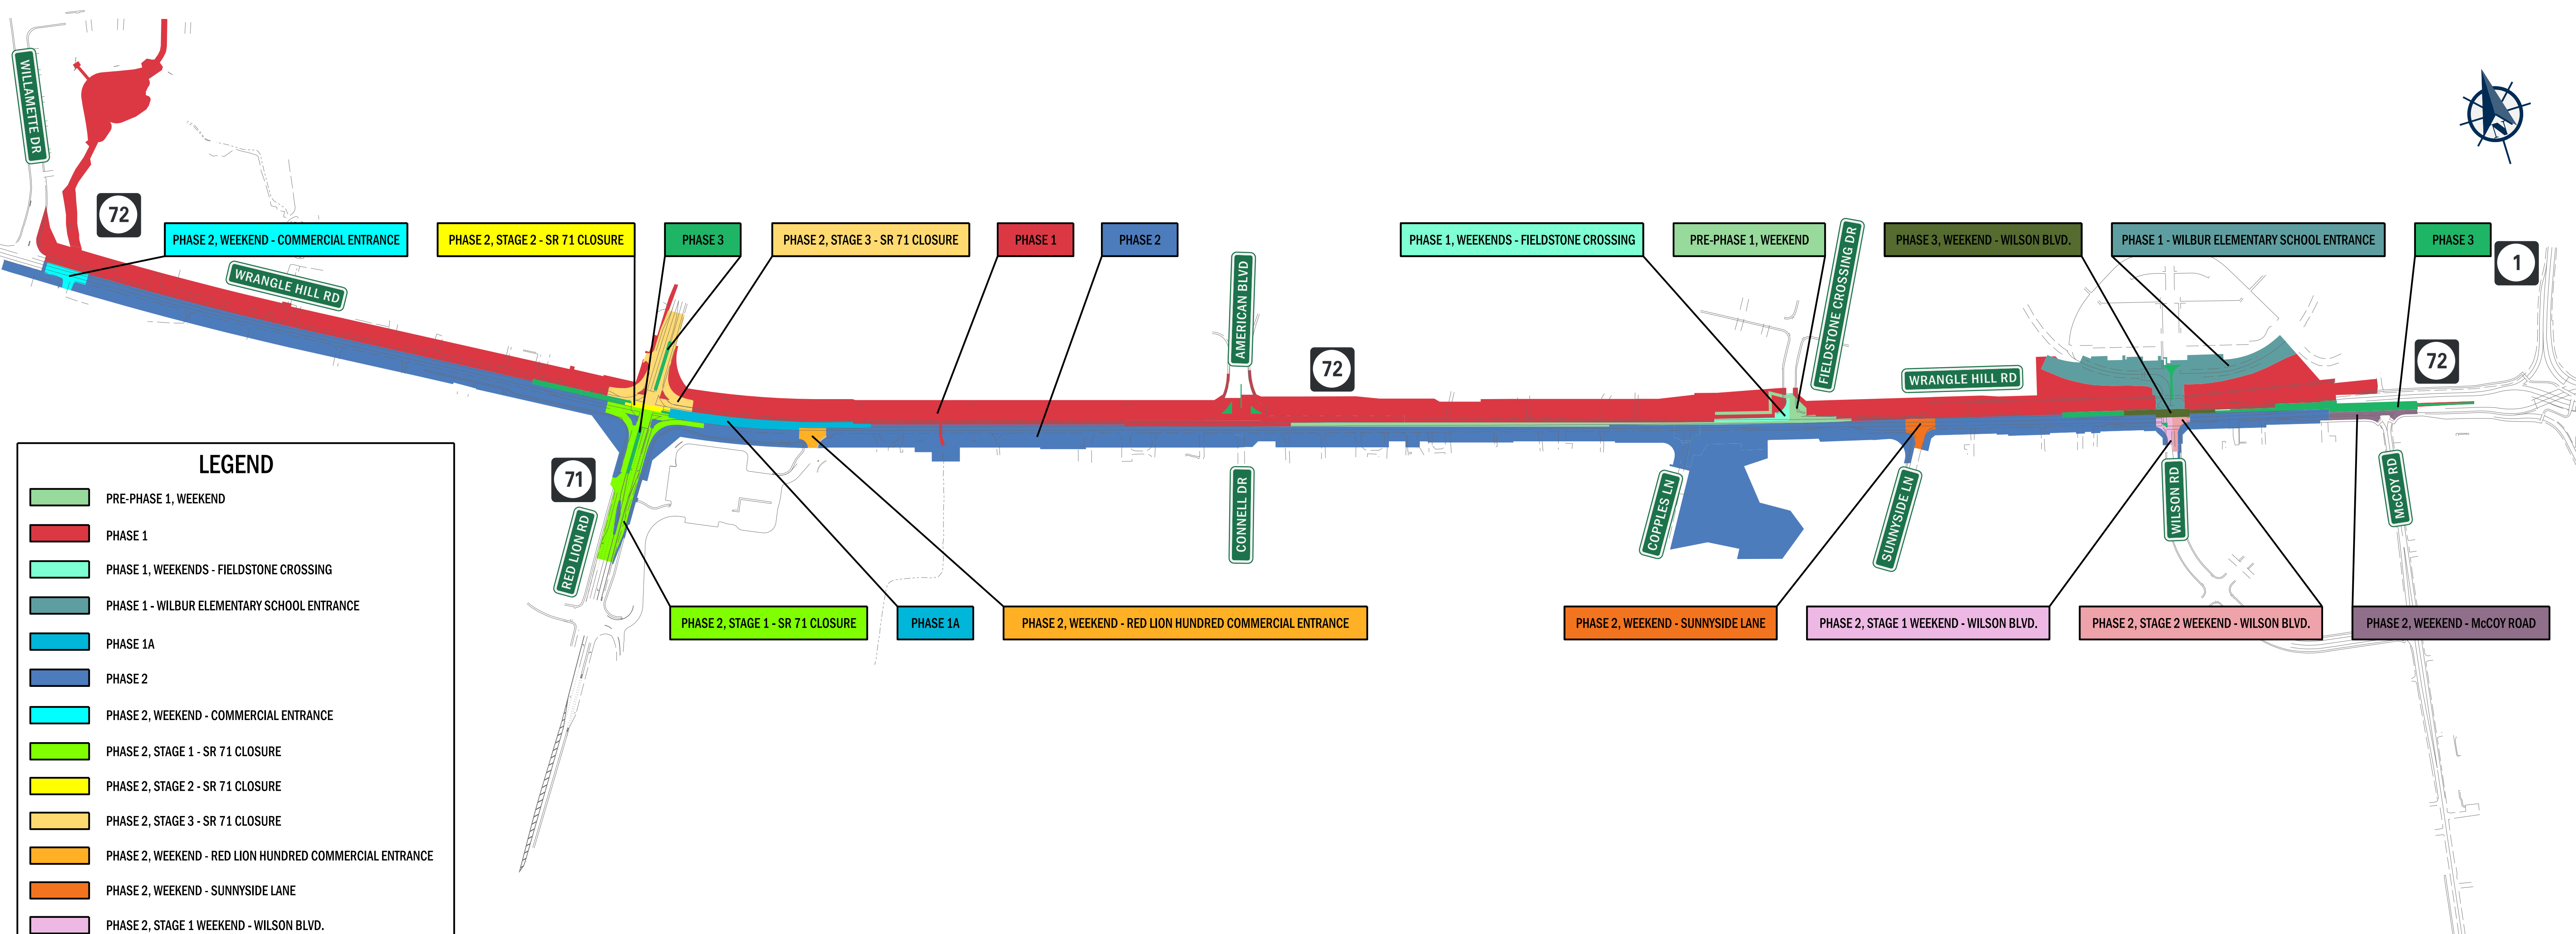 WILLAMETTE DR
72
1
PHASE 2, WEEKEND - COMMERCIAL ENTRANCE
PHASE 2, STAGE 2 - SR 71 CLOSURE
PHASE 3
PHASE 2, STAGE 3 - SR 71 CLOSURE
PHASE 1
PHASE 2
PHASE 1, WEEKENDS - FIELDSTONE CROSSING
PRE-PHASE 1, WEEKEND
FIELDSTONE CROSSING DR
PHASE 3, WEEKEND - WILSON BLVD.
PHASE 1 - WILBUR ELEMENTARY SCHOOL ENTRANCE
PHASE 3
N
WRANGLE HILL RD
AMERICAN BLVD
72
WRANGLE HILL RD
72
71
RED LION RD
CONNELL DR
COPPLES LN
SUNNYSIDE LN
WILSON RD
McCOY RD
PHASE 2, STAGE 1 - SR 71 CLOSURE
PHASE 1A
PHASE 2, WEEKEND - RED LION HUNDRED COMMERCIAL ENTRANCE
PHASE 2, WEEKEND - SUNNYSIDE LANE
PHASE 2, STAGE 1 WEEKEND - WILSON BLVD.
PHASE 2, STAGE 2 WEEKEND - WILSON BLVD.
PHASE 2, WEEKEND - McCOY ROAD
LEGEND
PRE-PHASE 1, WEEKEND
PHASE 1
PHASE 1, WEEKENDS - FIELDSTONE CROSSING
PHASE 1 - WILBUR ELEMENTARY SCHOOL ENTRANCE
PHASE 1A
PHASE 2
PHASE 2, WEEKEND - COMMERCIAL ENTRANCE
PHASE 2, STAGE 1 - SR 71 CLOSURE
PHASE 2, STAGE 2 - SR 71 CLOSURE
PHASE 2, STAGE 3 - SR 71 CLOSURE
PHASE 2, WEEKEND - RED LION HUNDRED COMMERCIAL ENTRANCE
PHASE 2, WEEKEND - SUNNYSIDE LANE
PHASE 2, STAGE 1 WEEKEND - WILSON BLVD.